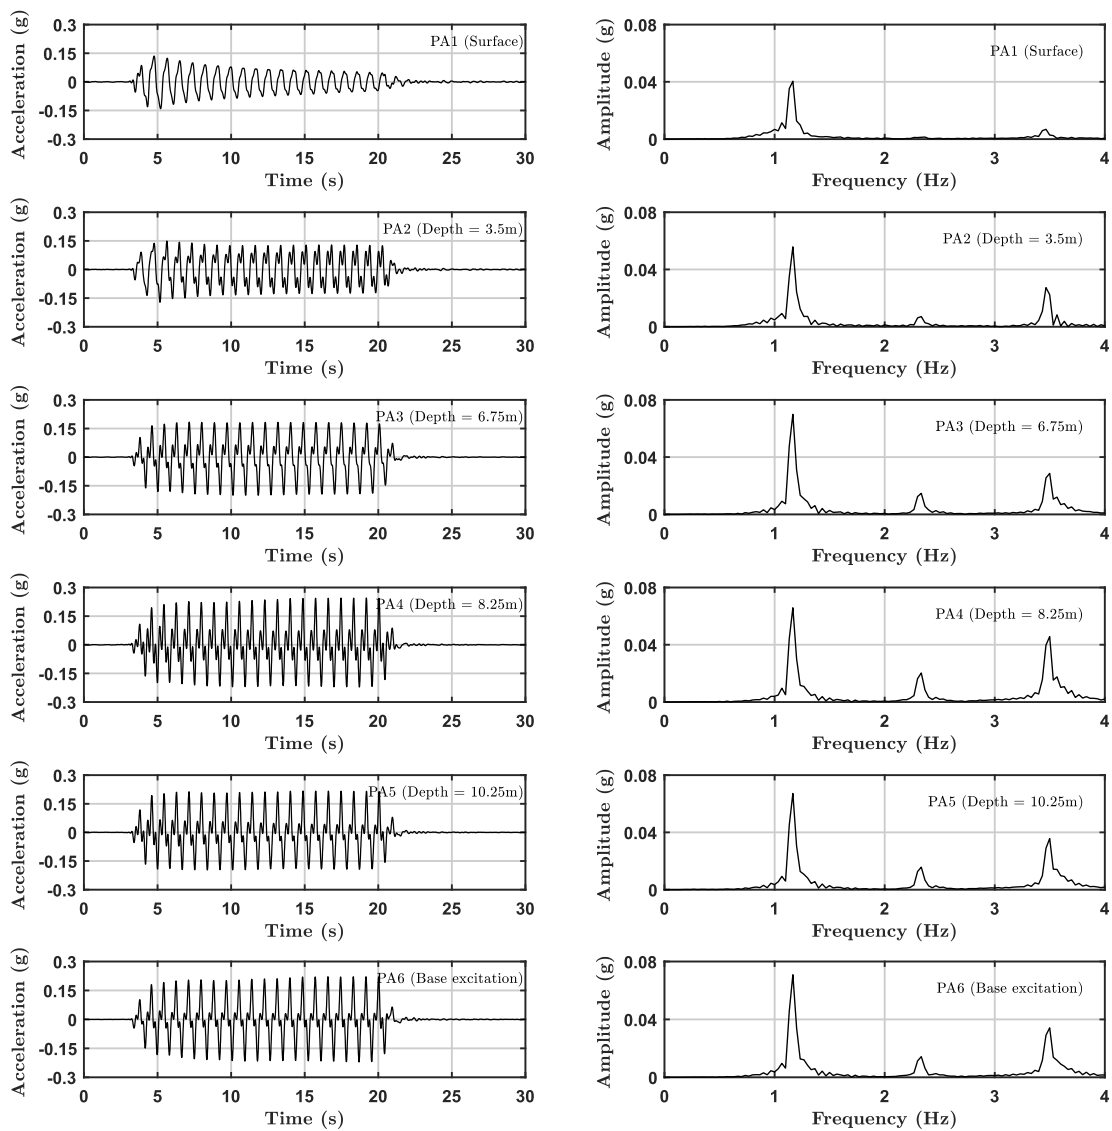 Acceleration (g)
0.3
0.15
0
-0.15
-0.3
PA1 (Surface)
0 5 10 15 20 25 30
Time (s)
Amplitude (g)
0.08
0.04
0
PA1 (Surface)
0 1 2 3 4
Frequency (Hz)
Acceleration (g)
0.3
0.15
0
-0.15
-0.3
PA2 (Depth = 3.5m)
0 5 10 15 20 25 30
Time (s)
Amplitude (g)
0.08
0.04
0
PA2 (Depth = 3.5m)
0 1 2 3 4
Frequency (Hz)
Acceleration (g)
0.3
0.15
0
-0.15
-0.3
PA3 (Depth = 6.75m)
0 5 10 15 20 25 30
Time (s)
Amplitude (g)
0.08
0.04
0
PA3 (Depth = 6.75m)
0 1 2 3 4
Frequency (Hz)
Acceleration (g)
0.3
0.15
0
-0.15
-0.3
PA4 (Depth = 8.25m)
0 5 10 15 20 25 30
Time (s)
Amplitude (g)
0.08
0.04
0
PA4 (Depth = 8.25m)
0 1 2 3 4
Frequency (Hz)
Acceleration (g)
0.3
0.15
0
-0.15
-0.3
PA5 (Depth = 10.25m)
0 5 10 15 20 25 30
Time (s)
Amplitude (g)
0.08
0.04
0
PA5 (Depth = 10.25m)
0 1 2 3 4
Frequency (Hz)
Acceleration (g)
0.3
0.15
0
-0.15
-0.3
PA6 (Base excitation)
0 5 10 15 20 25 30
Time (s)
Amplitude (g)
0.08
0.04
0
PA6 (Base excitation)
0 1 2 3 4
Frequency (Hz)